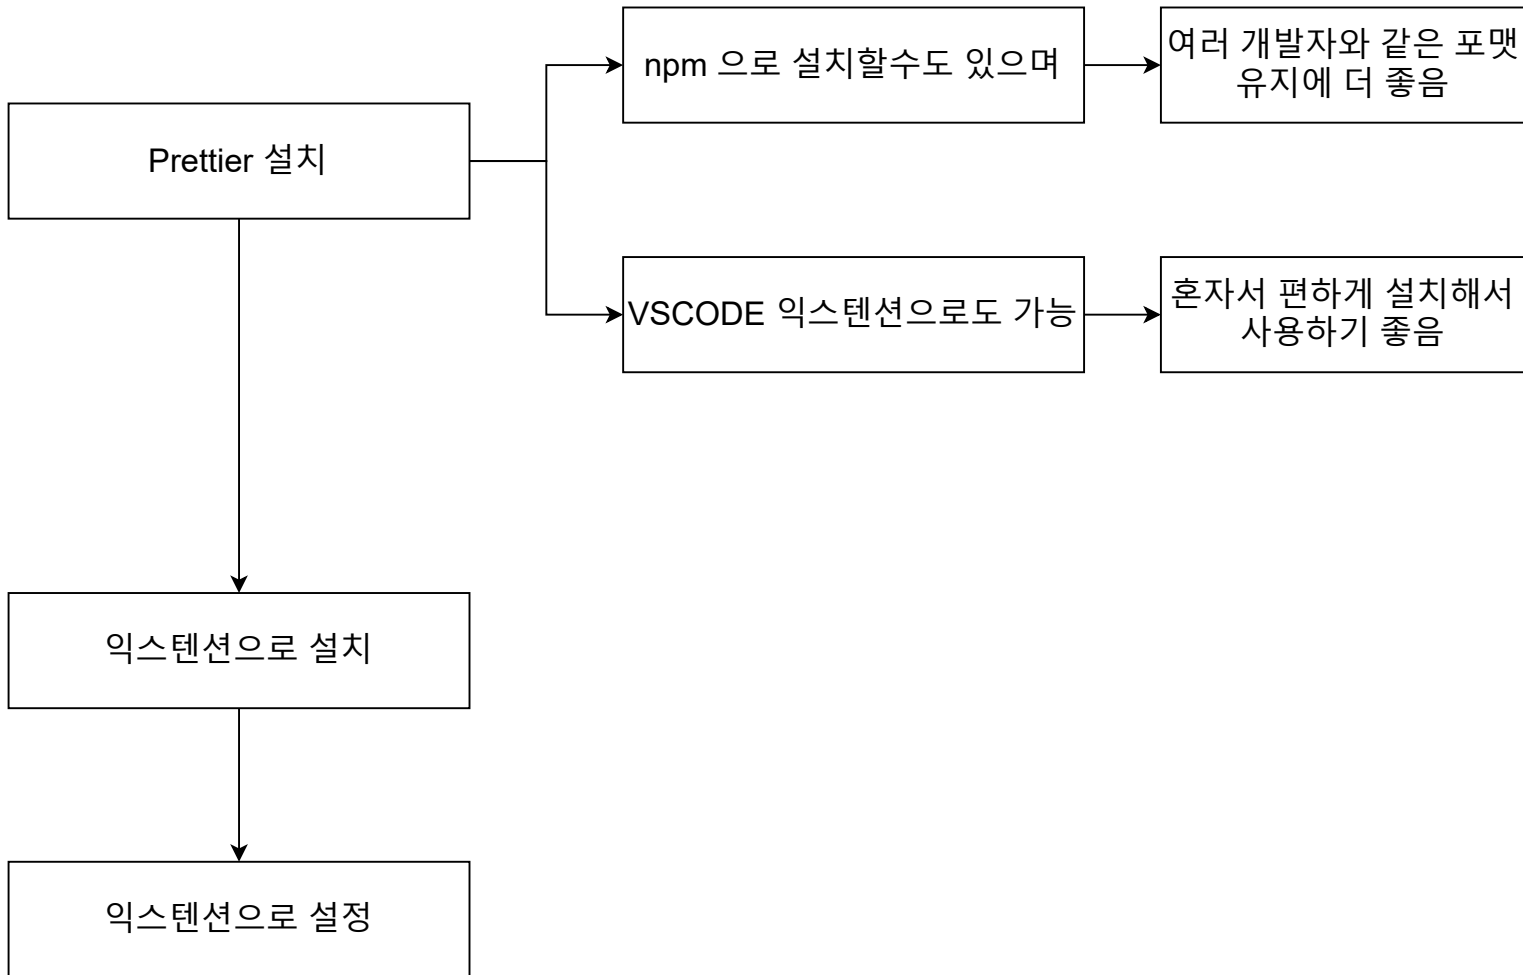 npm 으로 설치할수도 있으며
여러 개발자와 같은 포맷
유지에 더 좋음
Prettier 설치
VSCODE 익스텐션으로도 가능
혼자서 편하게 설치해서
사용하기 좋음
익스텐션으로 설치
익스텐션으로 설정